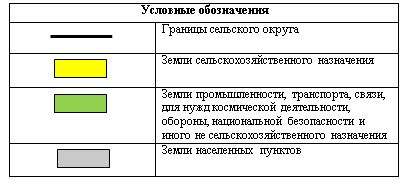 Условные обозначения
Границы сельского округа
Земли сельскохозяйственного назначения
Земли промышленности, транспорта, связи,
для нужд космической деятельности,
обороны, национальной безопасности и
иного не сельскохозяйственного назначения
Земли населенных пунктов